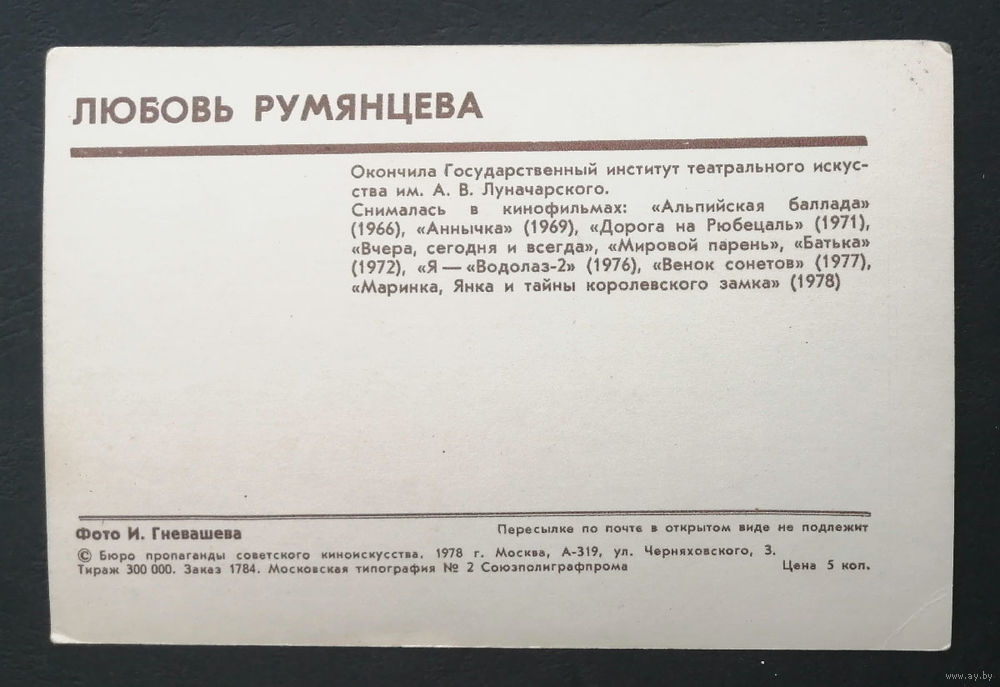 ЛЮБОВЬ РУМЯНЦЕВА
Окончила Государственный институт театрального искус-
ства им. А. В. Луначарского.
Снималась в кинофильмах: «Альпийская баллада»
(1966), «Аннычка» (1969), «Дорога на Рюбецаль» (1971),
«Вчера, сегодня и всегда», «Мировой парень», «Батька»
(1972), «Я — «Водолаз-2» (1976), «Венок сонетов» (1977),
«Маринка, Янка и тайны королевского замка» (1978)
Фото И. Гневашева
Пересылке по почте в открытом виде не подлежит
© Бюро пропаганды советского киноискусства. 1978 г. Москва, А-319, ул. Черняховского, 3.
Тираж 300 000. Заказ 1784. Московская типография № 2 Союзполиграфпрома
Цена 5 коп.
www.ay.by